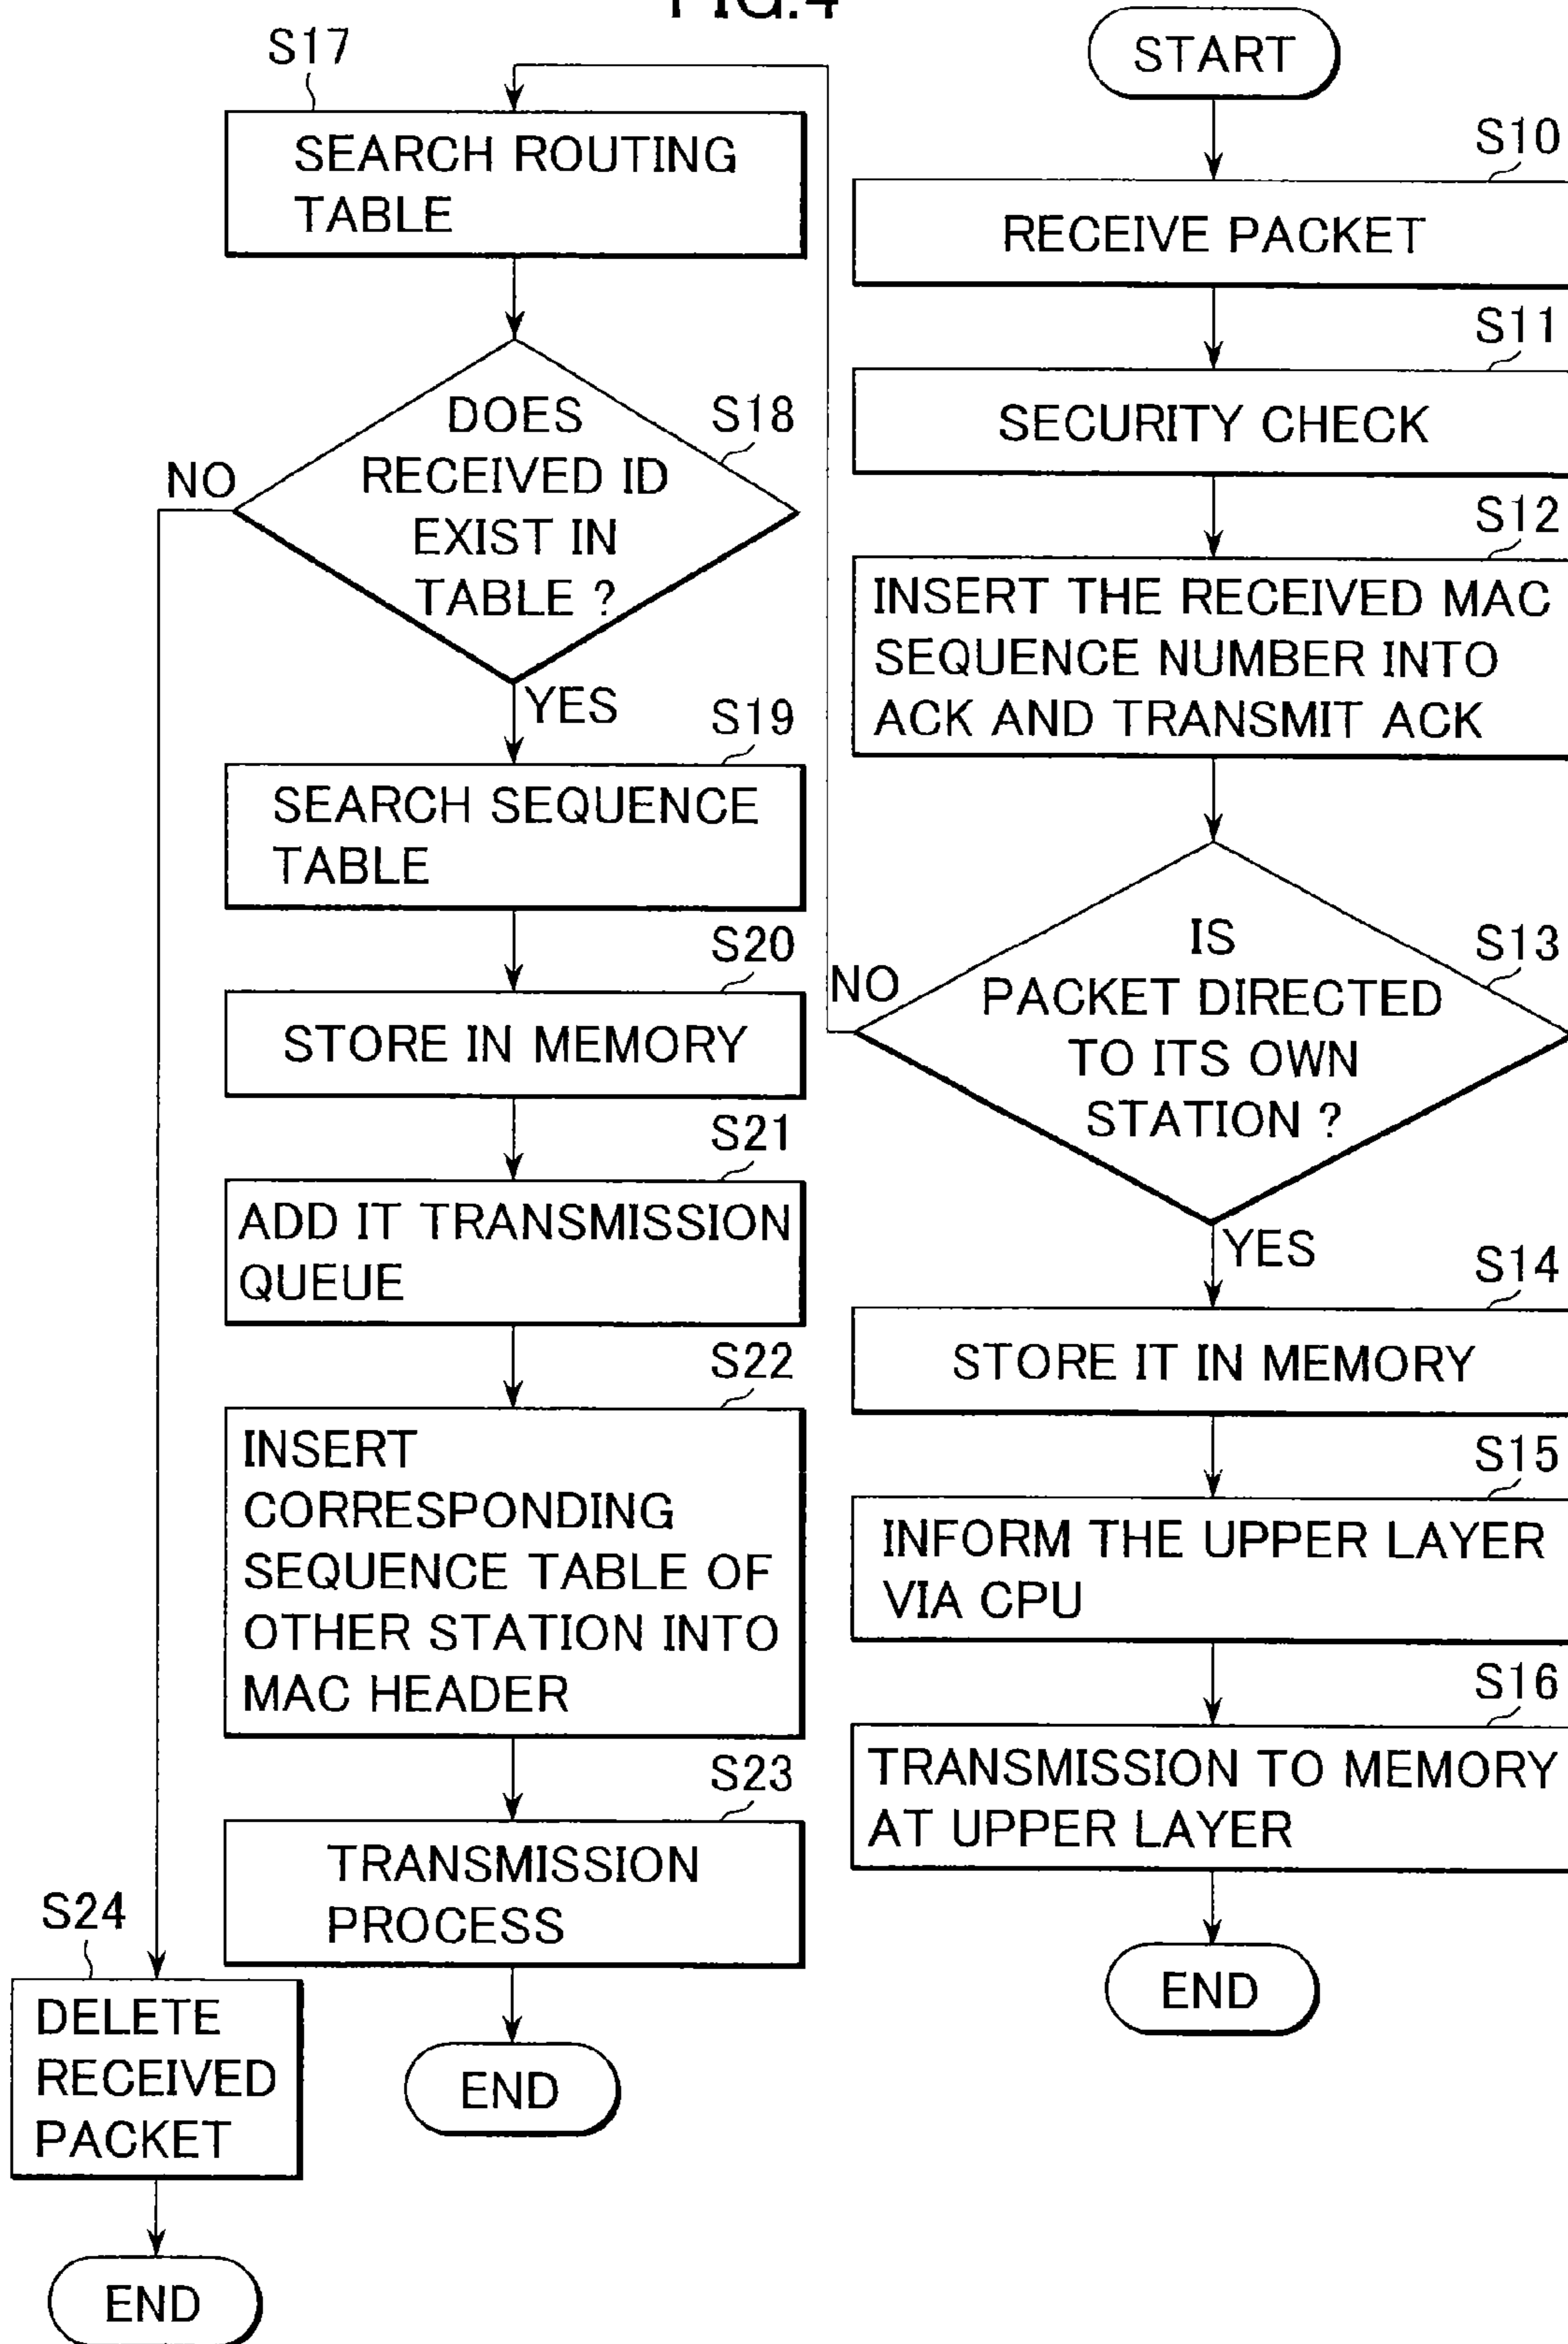 FIG.4
START
S10
RECEIVE PACKET
S11
SECURITY CHECK
S12
INSERT THE RECEIVED MAC
SEQUENCE NUMBER INTO
ACK AND TRANSMIT ACK
S13
IS
PACKET DIRECTED
TO ITS OWN
STATION ?
NO
YES
S14
STORE IT IN MEMORY
S15
INFORM THE UPPER LAYER
VIA CPU
S16
TRANSMISSION TO MEMORY
AT UPPER LAYER
END
S17
SEARCH ROUTING
TABLE
S18
DOES
RECEIVED ID
EXIST IN
TABLE ?
NO
YES
S19
SEARCH SEQUENCE
TABLE
S20
STORE IN MEMORY
S21
ADD IT TRANSMISSION
QUEUE
S22
INSERT
CORRESPONDING
SEQUENCE TABLE OF
OTHER STATION INTO
MAC HEADER
S23
TRANSMISSION
PROCESS
END
S24
DELETE
RECEIVED
PACKET
END